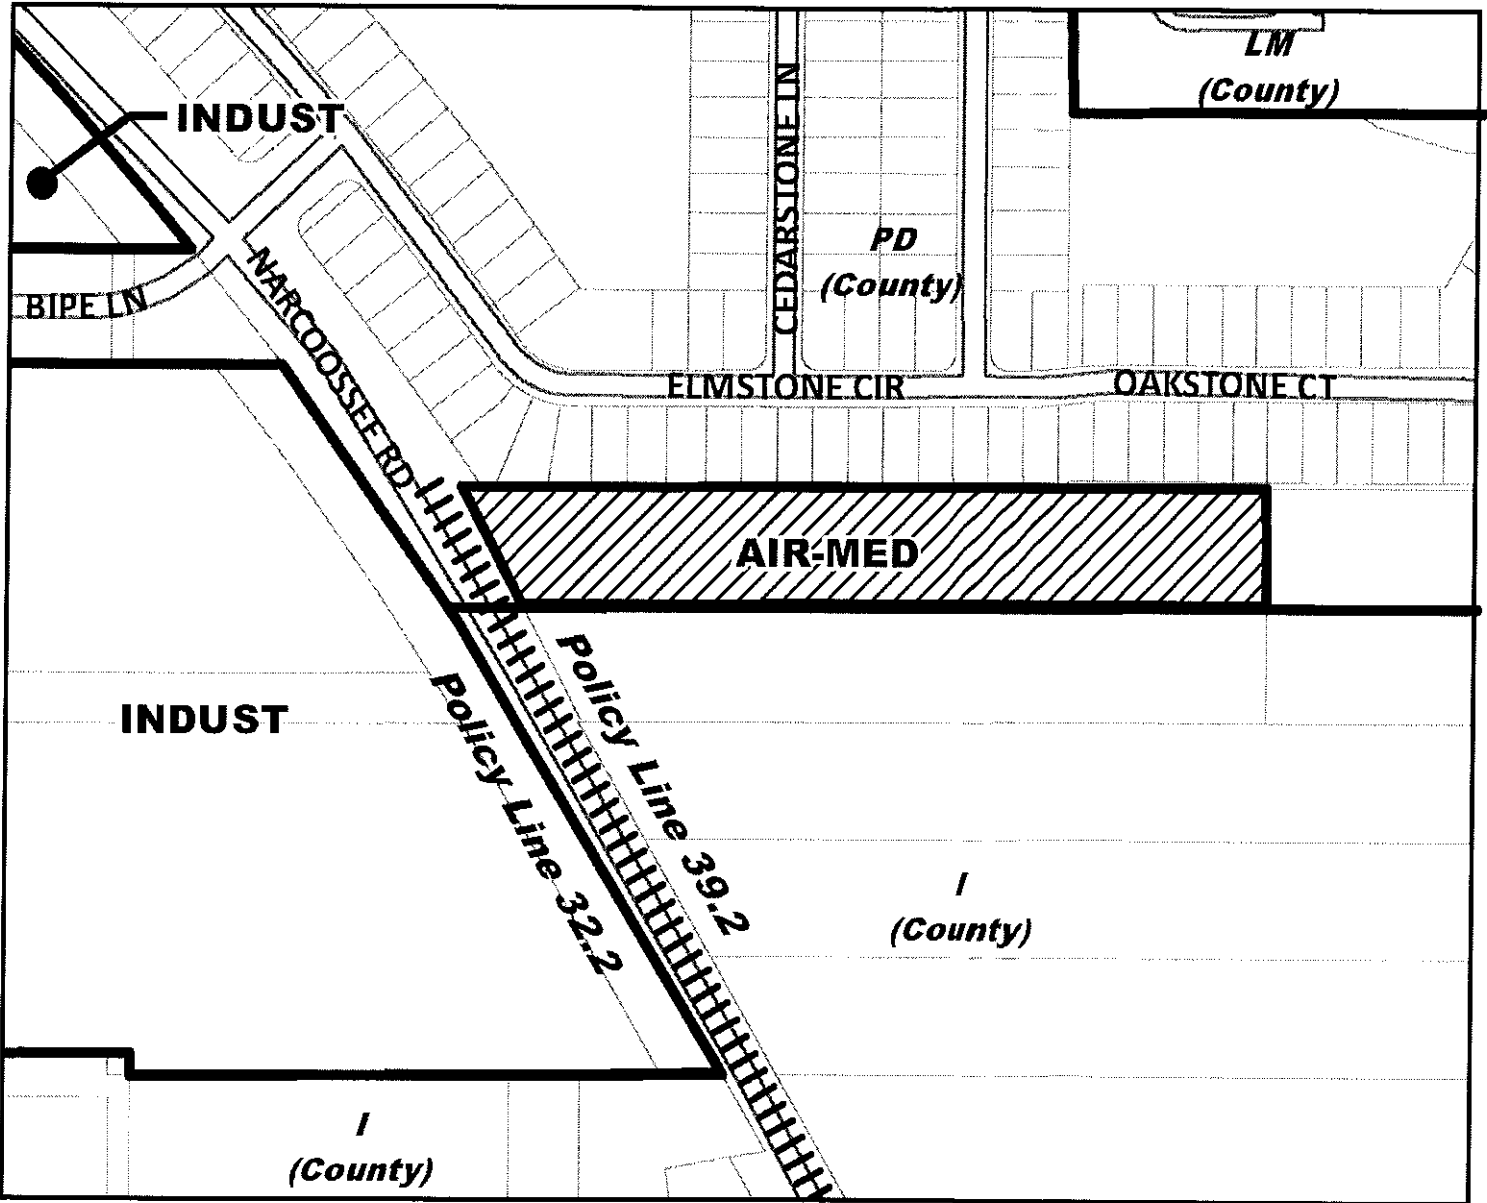 LM
(County)
INDUST
CEDARSTONE LN
PD
(County)
BIPE LN
NARCOOSSEE RD
ELMSTONE CIR
OAKSTONE CT
AIR-MED
Policy Line 39.2
Policy Line 32.2
INDUST
I
(County)
I
(County)